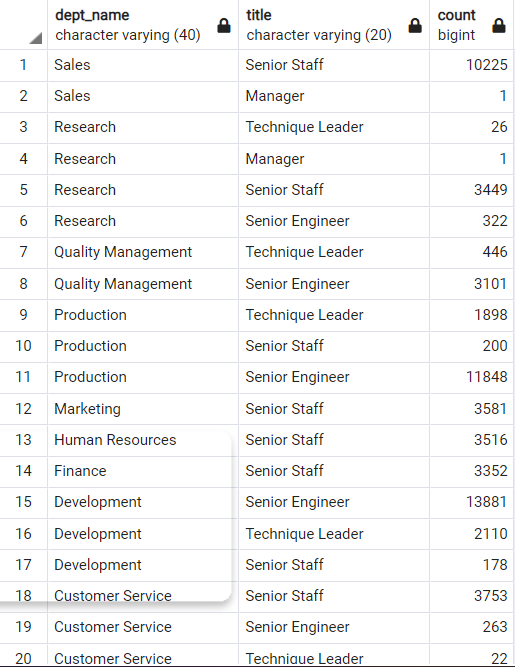 dept_name title count
character varying (40) character varying (20) bigint
1 Sales Senior Staff 10225
2 Sales Manager 1
3 Research Technique Leader 26
4 Research Manager 1
5 Research Senior Staff 3449
6 Research Senior Engineer 322
7 Quality Management Technique Leader 446
8 Quality Management Senior Engineer 3101
9 Production Technique Leader 1898
10 Production Senior Staff 200
11 Production Senior Engineer 11848
12 Marketing Senior Staff 3581
13 Human Resources Senior Staff 3516
14 Finance Senior Staff 3352
15 Development Senior Engineer 13881
16 Development Technique Leader 2110
17 Development Senior Staff 178
18 Customer Service Senior Staff 3753
19 Customer Service Senior Engineer 263
20 Customer Service Technique Leader 22